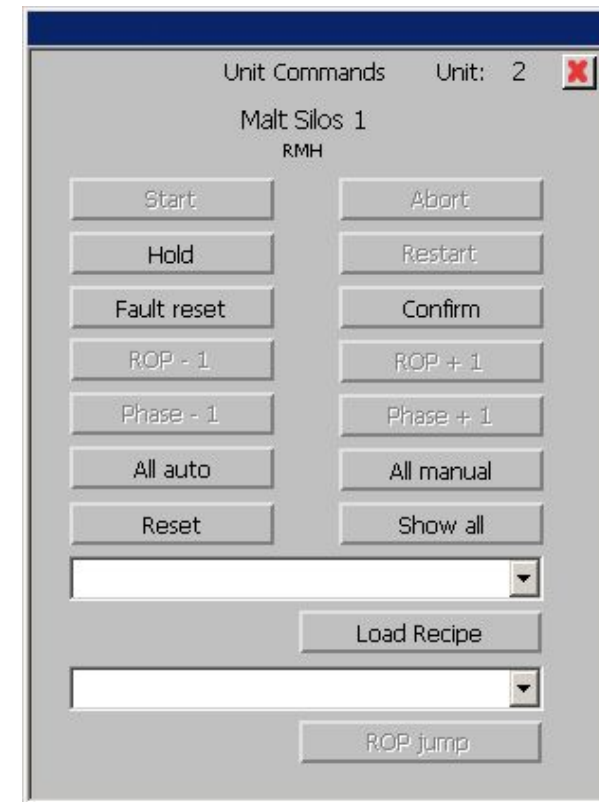 Unit Commands Unit: 2
Malt Silos 1
RMH
Start Abort
Hold Restart
Fault reset Confirm
ROP - 1 ROP + 1
Phase - 1 Phase + 1
All auto All manual
Reset Show all
Load Recipe
ROP jump